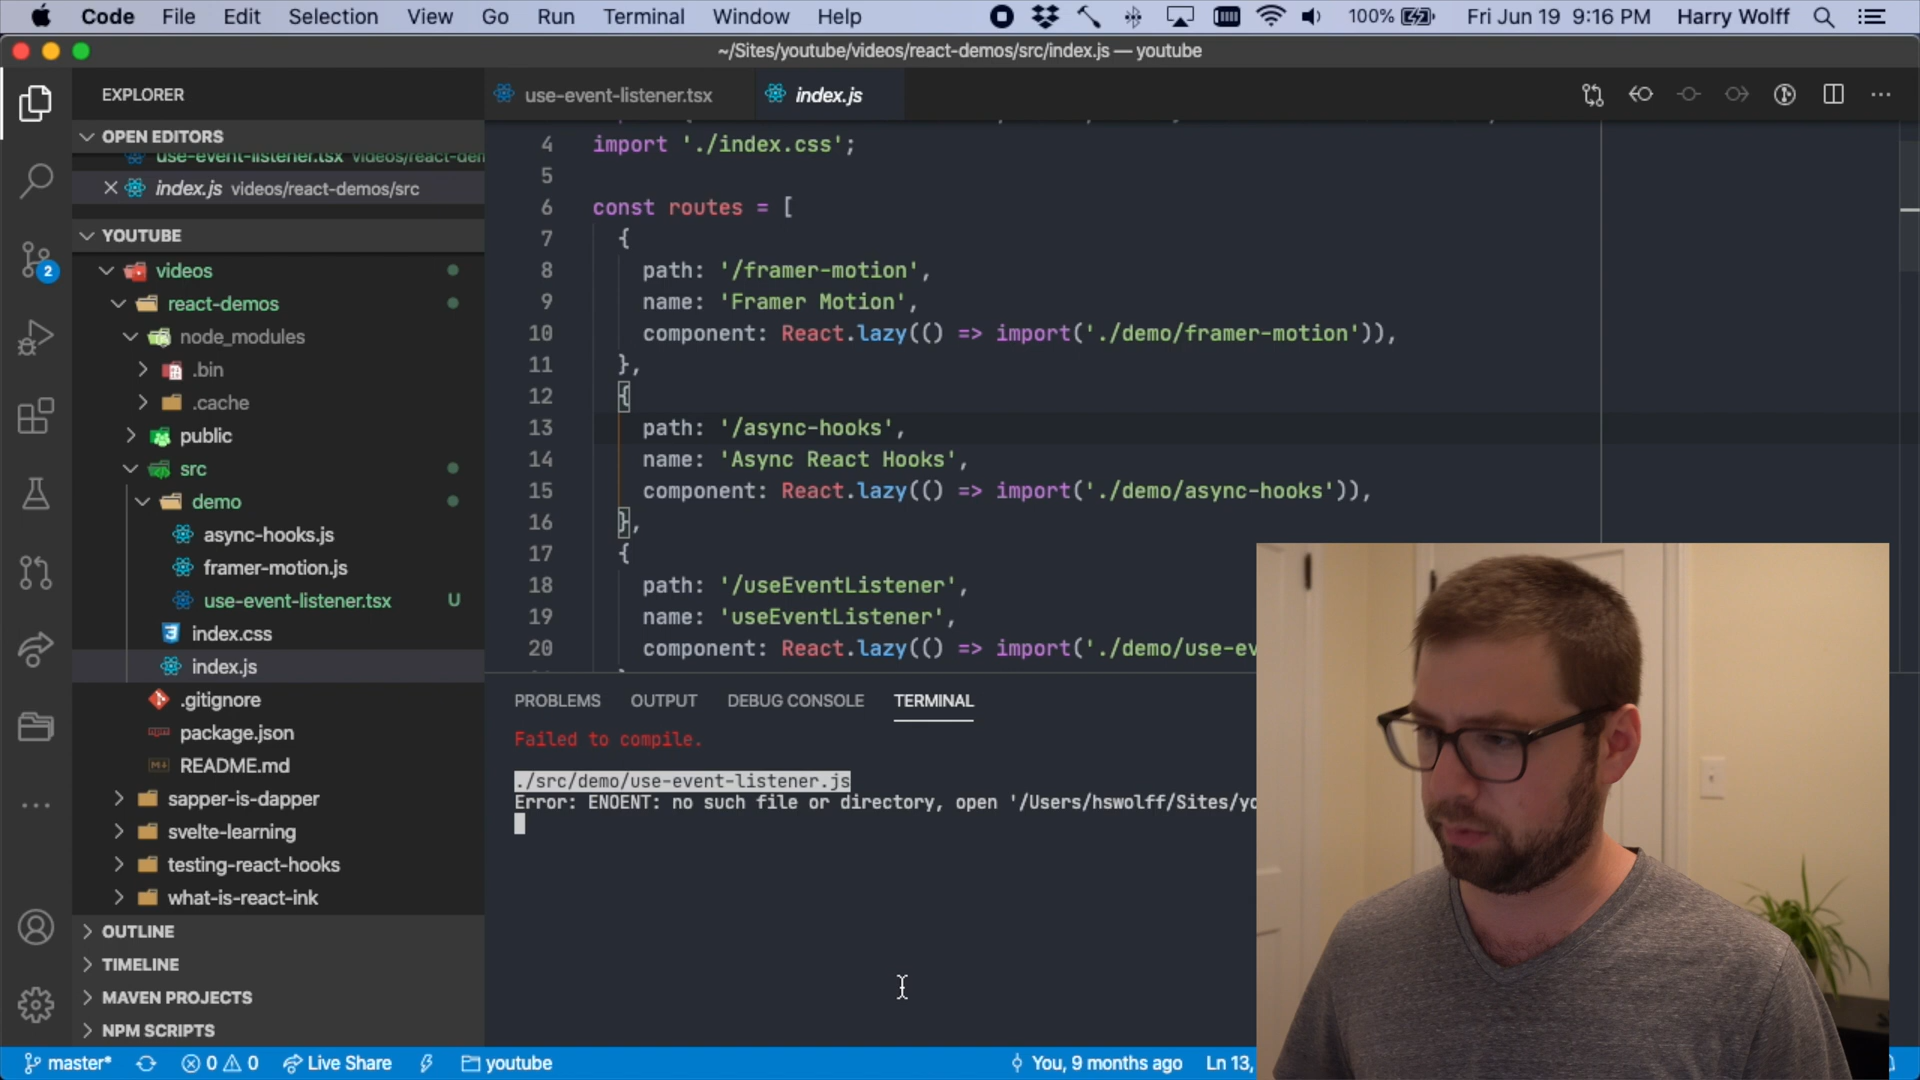 Code File Edit Selection View Go Run Terminal Window Help 100% Fri Jun 19 9:16 PM Harry Wolff
~/Sites/youtube/videos/react-demos/src/index.js — youtube
EXPLORER
OPEN EDITORS
use-event-listener.tsx videos/react-den
index.js videos/react-demos/src
YOUTUBE
videos
react-demos
node_modules
.bin
.cache
public
src
demo
async-hooks.js
framer-motion.js
use-event-listener.tsx U
index.css
index.js
.gitignore
package.json
README.md
sapper-is-dapper
svelte-learning
testing-react-hooks
what-is-react-ink
OUTLINE
TIMELINE
MAVEN PROJECTS
NPM SCRIPTS
2
use-event-listener.tsx index.js
4 import './index.css';
5
6 const routes = [
7 {
8 path: '/framer-motion',
9 name: 'Framer Motion',
10 component: React.lazy(() => import('./demo/framer-motion')),
11 },
12 {
13 path: '/async-hooks',
14 name: 'Async React Hooks',
15 component: React.lazy(() => import('./demo/async-hooks')),
16 },
17 {
18 path: '/useEventListener',
19 name: 'useEventListener',
20 component: React.lazy(() => import('./demo/use-ev
PROBLEMS OUTPUT DEBUG CONSOLE TERMINAL
Failed to compile.
./src/demo/use-event-listener.js
Error: ENOENT: no such file or directory, open '/Users/hswolff/Sites/yo
master* 0 0 Live Share youtube You, 9 months ago Ln 13,